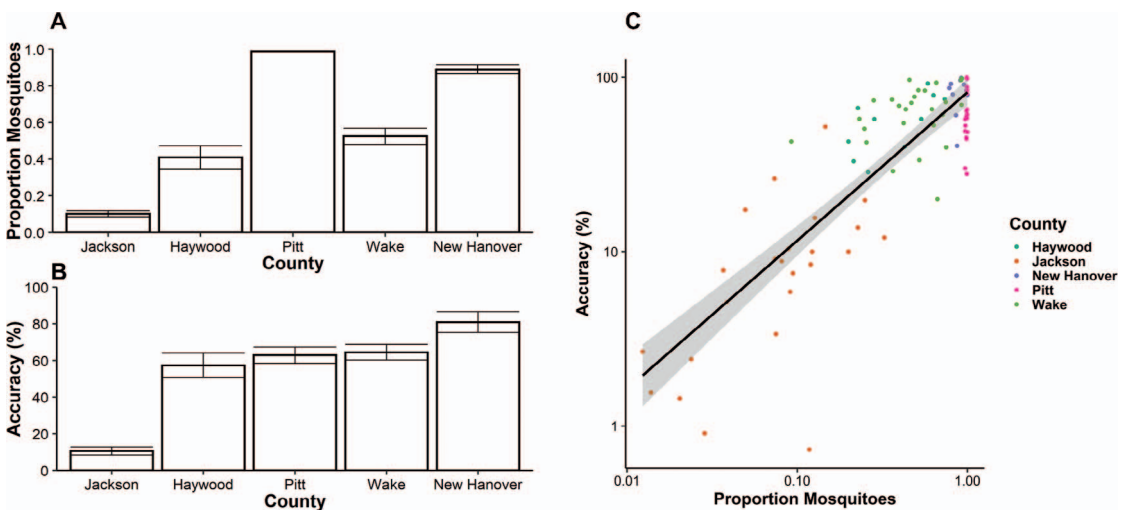 A
Proportion Mosquitoes
1.0
0.8
0.6
0.4
0.2
0.0
Jackson Haywood Pitt Wake New Hanover
County
B
Accuracy (%)
100
80
60
40
20
0
Jackson Haywood Pitt Wake New Hanover
County
C
Accuracy (%)
100
10
1
0.01 0.10 1.00
Proportion Mosquitoes
County
Haywood
Jackson
New Hanover
Pitt
Wake